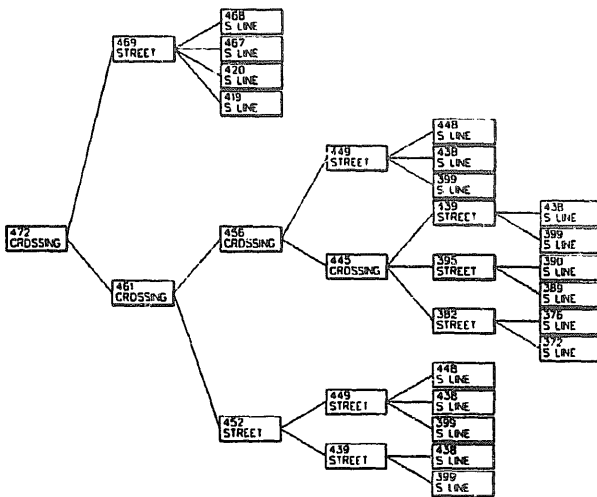 468
S LINE
469
STREET
467
S LINE
420
S LINE
419
S LINE
448
S LINE
449
STREET
438
S LINE
399
S LINE
472
CROSSING
456
CROSSING
439
STREET
438
S LINE
399
S LINE
461
CROSSING
445
CROSSING
395
STREET
390
S LINE
389
S LINE
382
STREET
376
S LINE
372
S LINE
448
S LINE
452
STREET
449
STREET
438
S LINE
399
S LINE
439
STREET
438
S LINE
399
S LINE